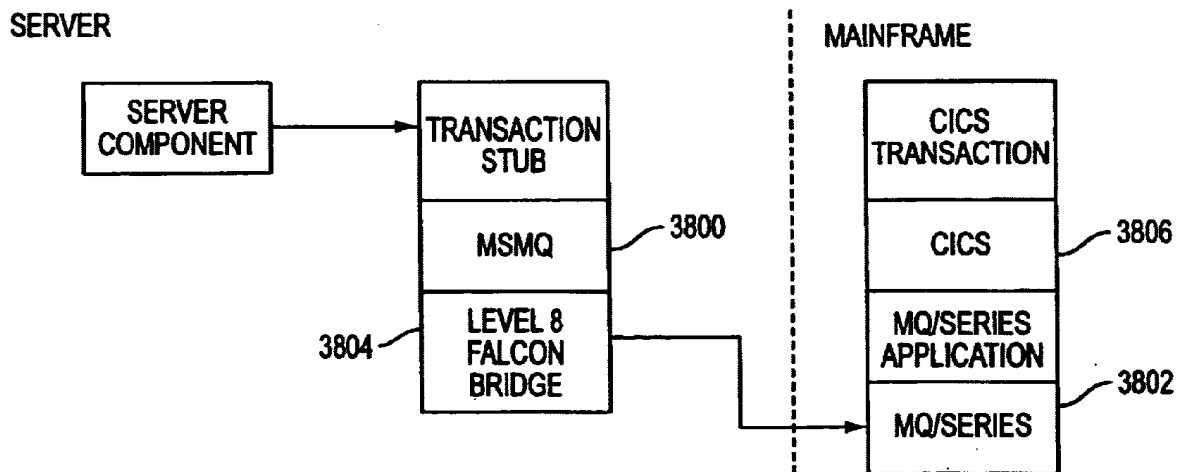 SERVER
MAINFRAME
SERVER
COMPONENT
TRANSACTION
STUB
MSMQ
3800
LEVEL 8
FALCON
BRIDGE
3804
CICS
TRANSACTION
CICS
3806
MQ/SERIES
APPLICATION
MQ/SERIES
3802